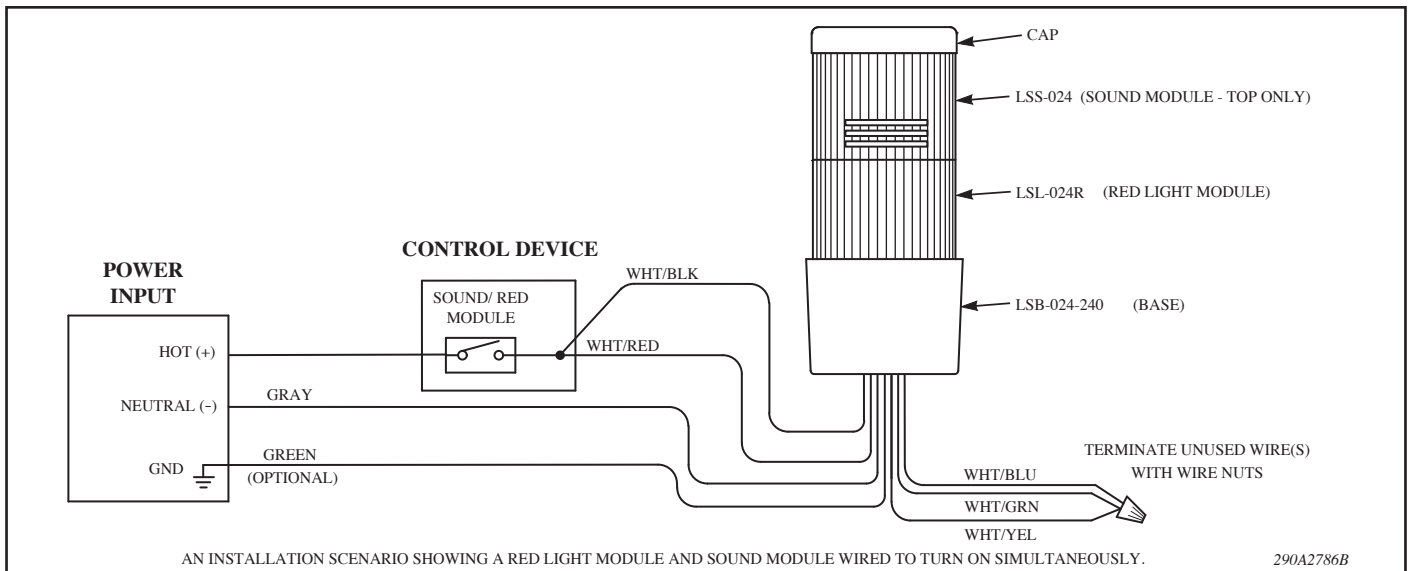 CAP
LSS-024 (SOUND MODULE - TOP ONLY)
LSL-024R (RED LIGHT MODULE)
CONTROL DEVICE
POWER
INPUT
WHT/BLK
SOUND/ RED
MODULE
LSB-024-240 (BASE)
WHT/RED
HOT (+)
GRAY
NEUTRAL (-)
GREEN
(OPTIONAL)
GND
TERMINATE UNUSED WIRE(S)
WITH WIRE NUTS
WHT/BLU
WHT/GRN
WHT/YEL
AN INSTALLATION SCENARIO SHOWING A RED LIGHT MODULE AND SOUND MODULE WIRED TO TURN ON SIMULTANEOUSLY.
290A2786B